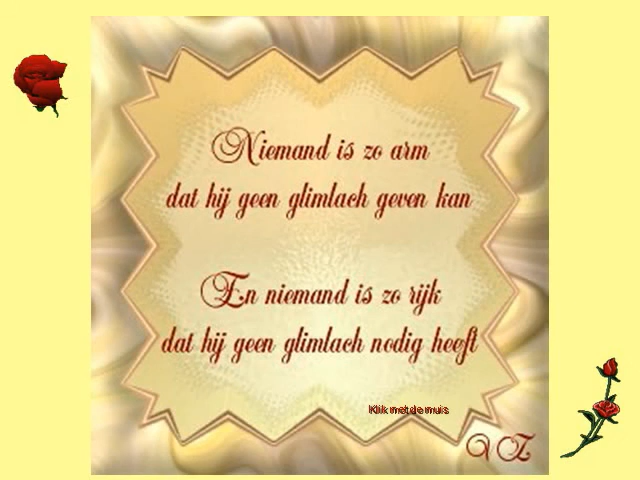 Niemand is zo arm
dat hij geen glimlach geven kan
En niemand is zo rijk
dat hij geen glimlach nodig heeft
Klik met de muis